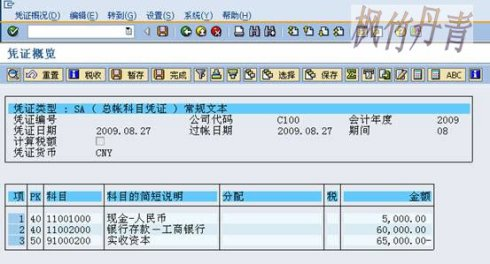 凭证概况(D) 编辑(E) 转到(G) 设置(S) 系统(Y) 帮助(H)
枫竹丹青
凭证概览
重置 税收 暂存 完成 选择 保存 ABC
凭证类型 : SA ( 总帐科目凭证 ) 常规文本
凭证编号 公司代码 C100 会计年度 2009
凭证日期 2009.08.27 过帐日期 2009.08.27 期间 08
计算税额
凭证货币 CNY
项 PK 科目 科目的简短说明 分配 税 金额
1 40 11001000 现金-人民币 5,000.00
2 40 11002000 银行存款-工商银行 60,000.00
3 50 91000200 实收资本 65,000.00-